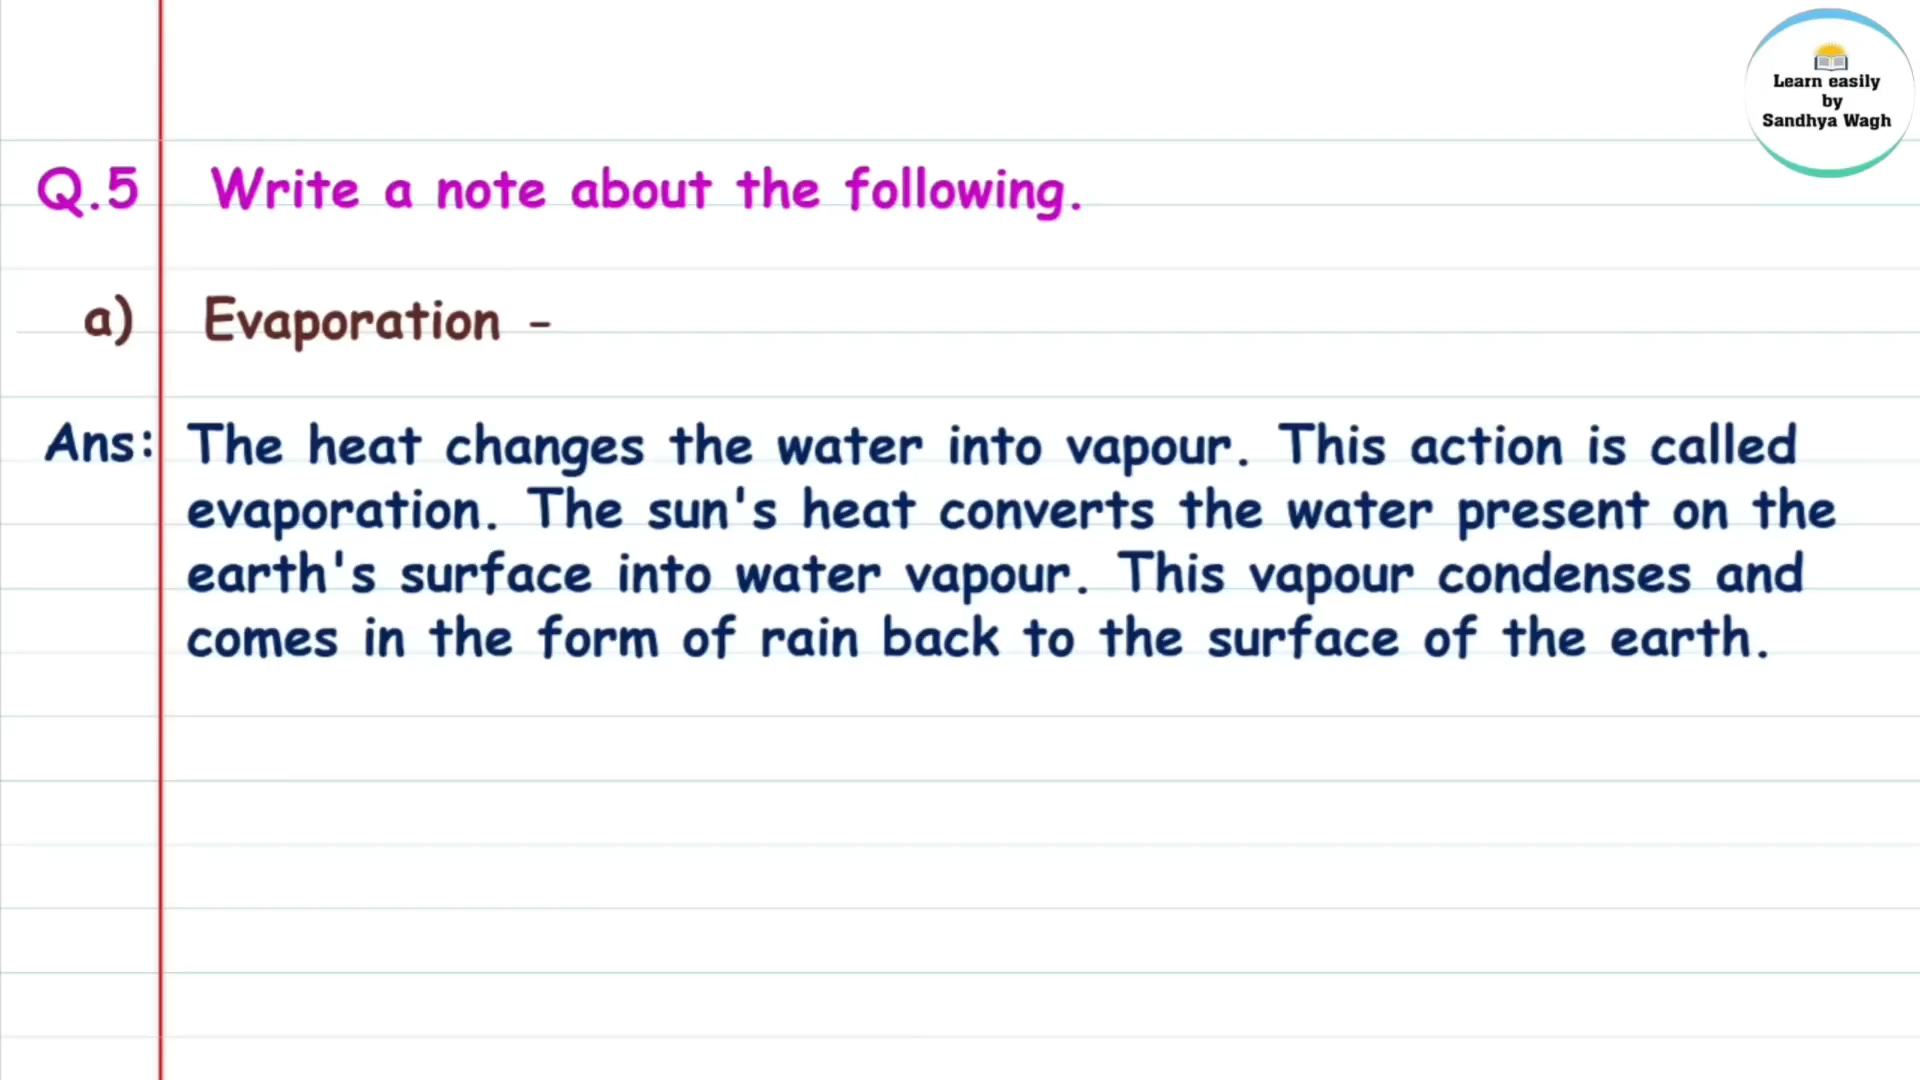 Learn easily
by
Sandhya Wagh
Q.5 Write a note about the following.
a) Evaporation -
Ans: The heat changes the water into vapour. This action is called
evaporation. The sun's heat converts the water present on the
earth's surface into water vapour. This vapour condenses and
comes in the form of rain back to the surface of the earth.